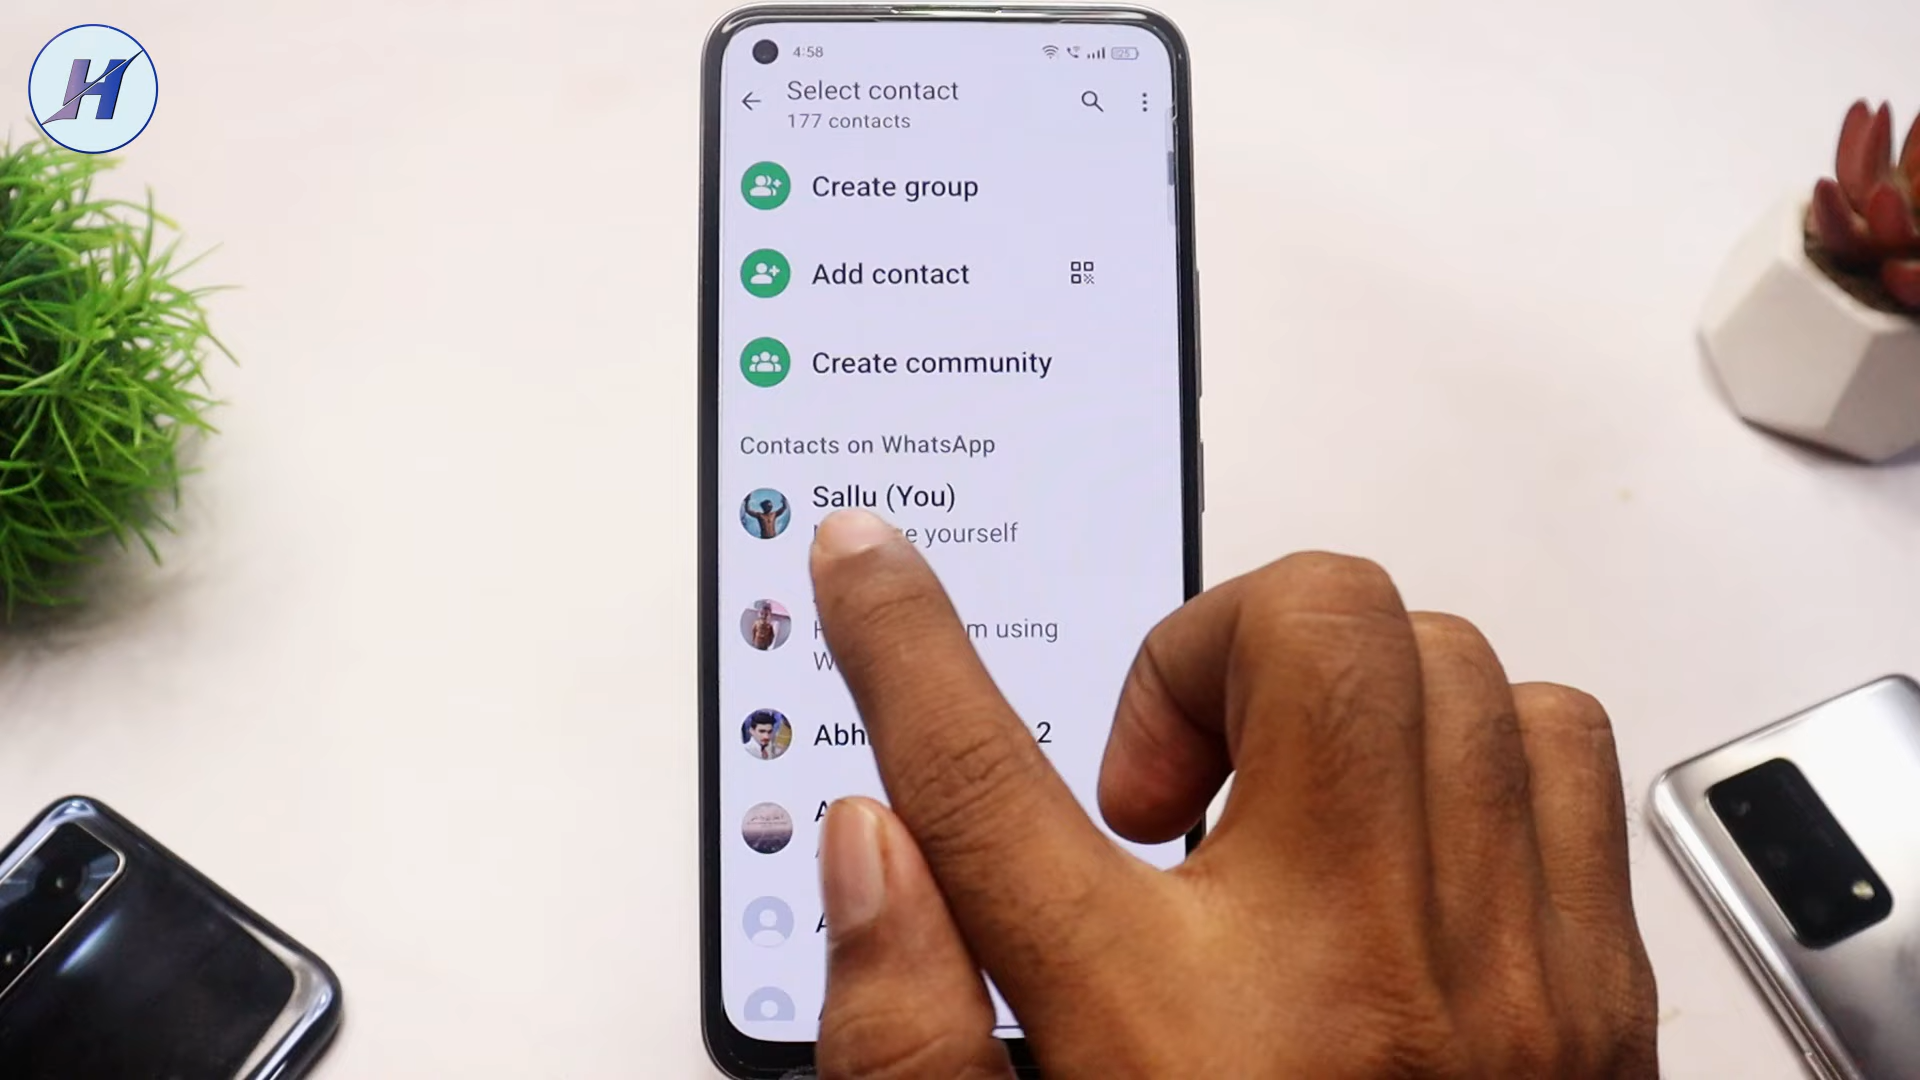 H
4:58
Select contact
177 contacts
Create group
Add contact
Create community
Contacts on WhatsApp
Sallu (You)
yourself
m using
Abh 2